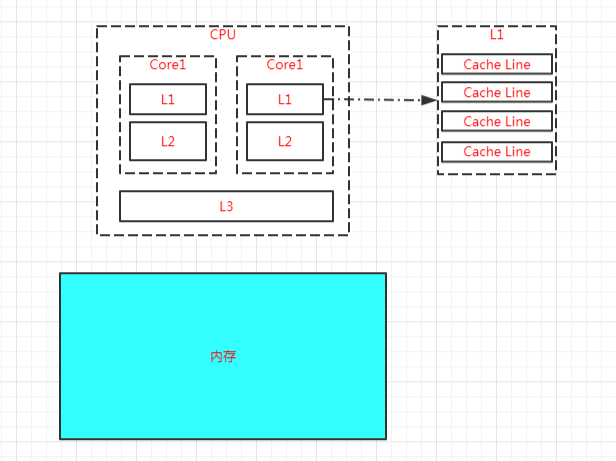 CPU
Core1
L1
L2
Core1
L1
L2
L3
L1
Cache Line
Cache Line
Cache Line
Cache Line
内存